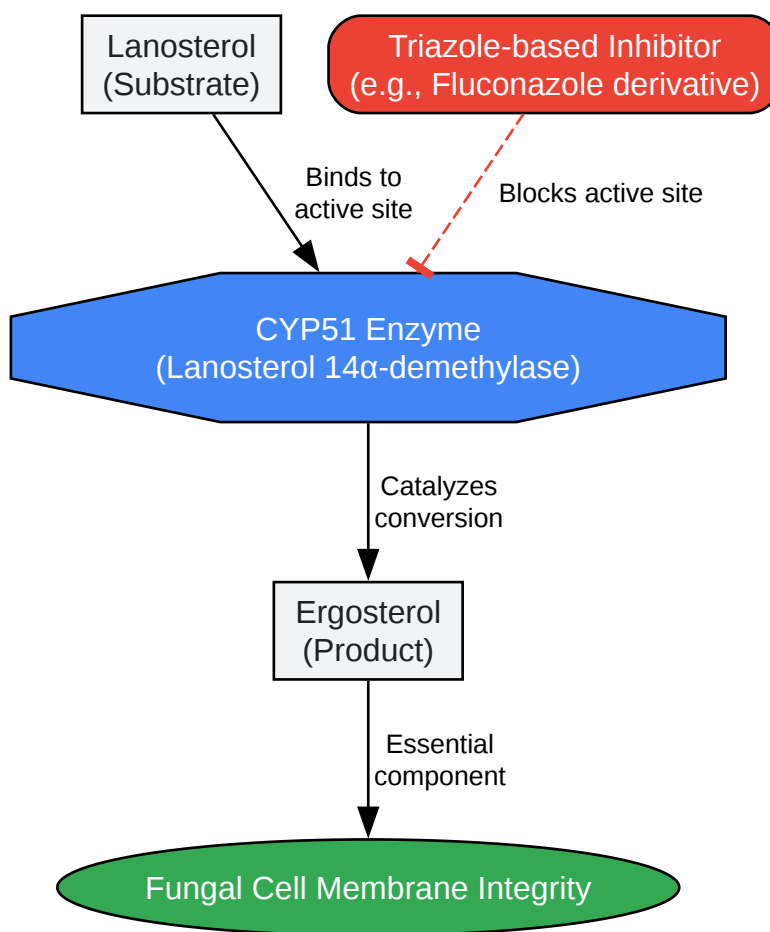 Lanosterol
(Substrate)
Triazole-based Inhibitor
(e.g., Fluconazole derivative)
Binds to
active site
Blocks active site
CYP51 Enzyme
(Lanosterol 14α-demethylase)
Catalyzes
conversion
Ergosterol
(Product)
Essential
component
Fungal Cell Membrane Integrity